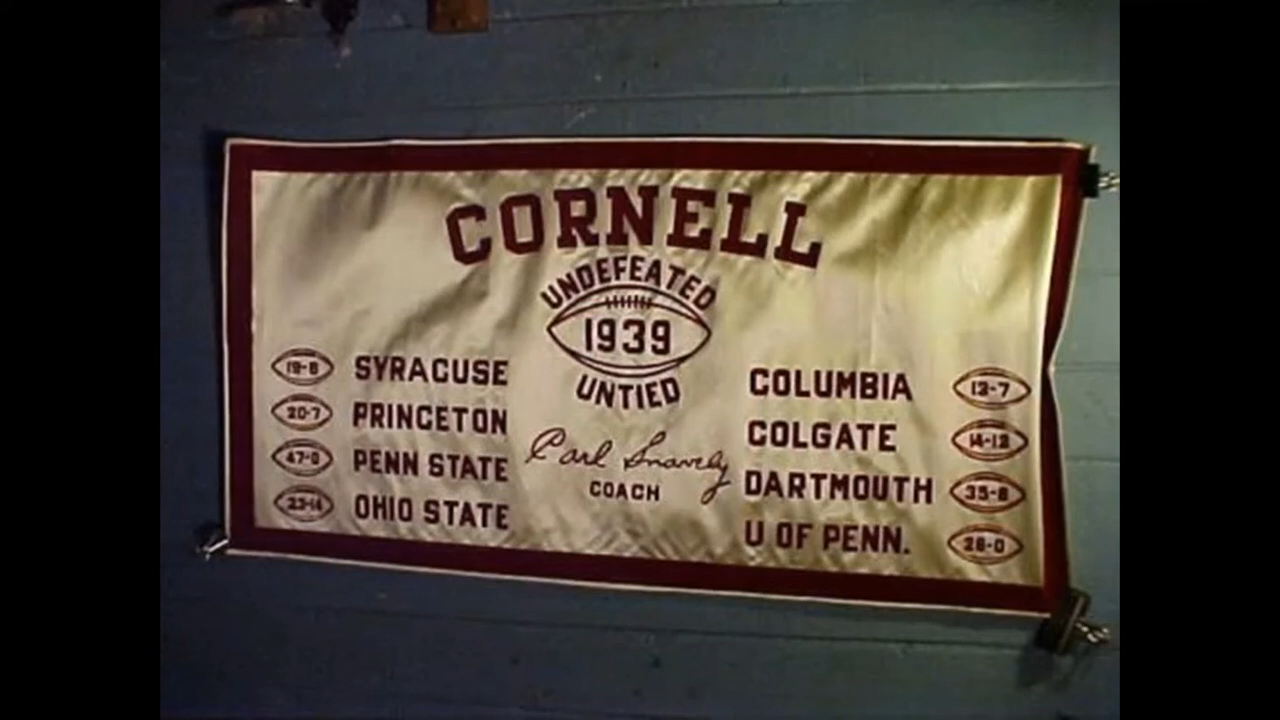 CORNELL
UNDEFEATED
1939
UNTIED
19-6 SYRACUSE
20-7 PRINCETON
47-0 PENN STATE
23-14 OHIO STATE
Carl Snavely
COACH
COLUMBIA 13-7
COLGATE 14-12
DARTMOUTH 35-6
U OF PENN. 26-0